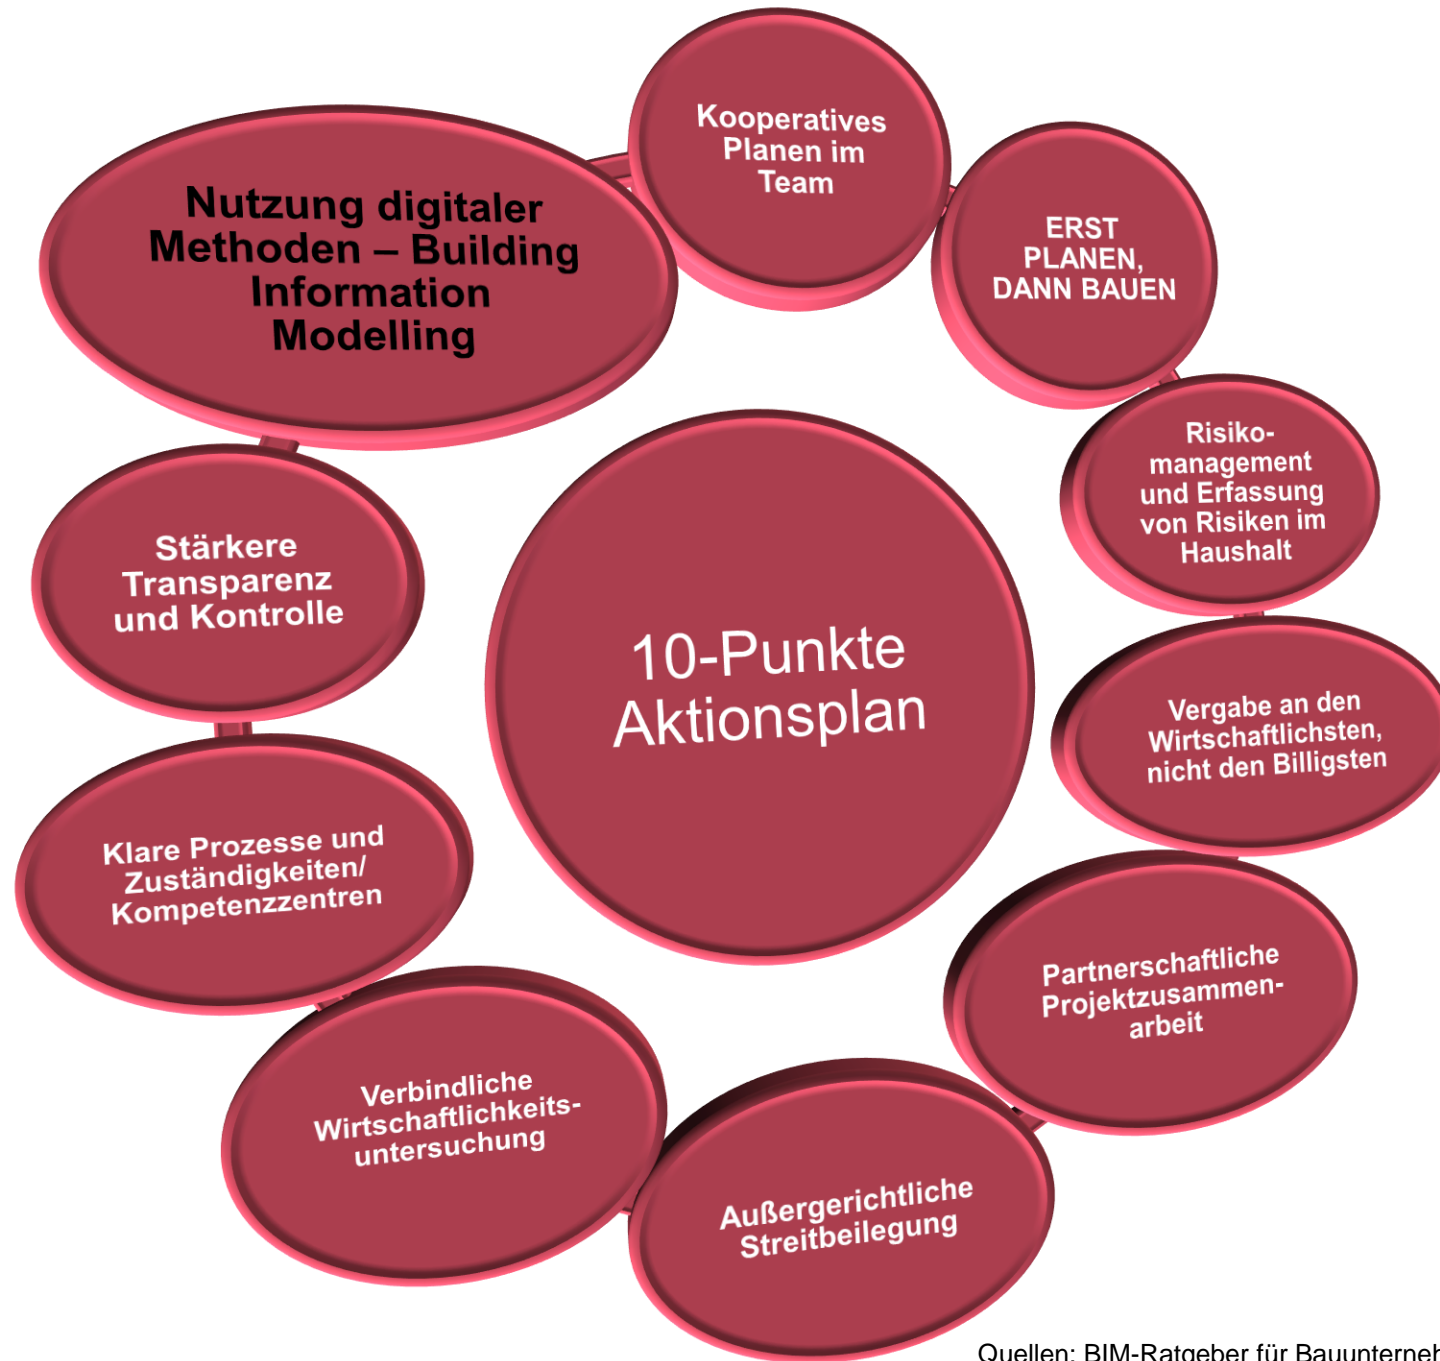 Kooperatives
Planen im
Team
ERST
PLANEN,
DANN BAUEN
Risiko-
management
und Erfassung
von Risiken im
Haushalt
Vergabe an den
Wirtschaftlichsten,
nicht den Billigsten
Partnerschaftliche
Projektzusammen-
arbeit
Außergerichtliche
Streitbeilegung
Verbindliche
Wirtschaftlichkeits-
untersuchung
Klare Prozesse und
Zuständigkeiten/
Kompetenzzentren
Stärkere
Transparenz
und Kontrolle
Nutzung digitaler
Methoden – Building
Information
Modelling
10-Punkte
Aktionsplan
Quellen: BIM-Ratgeber für